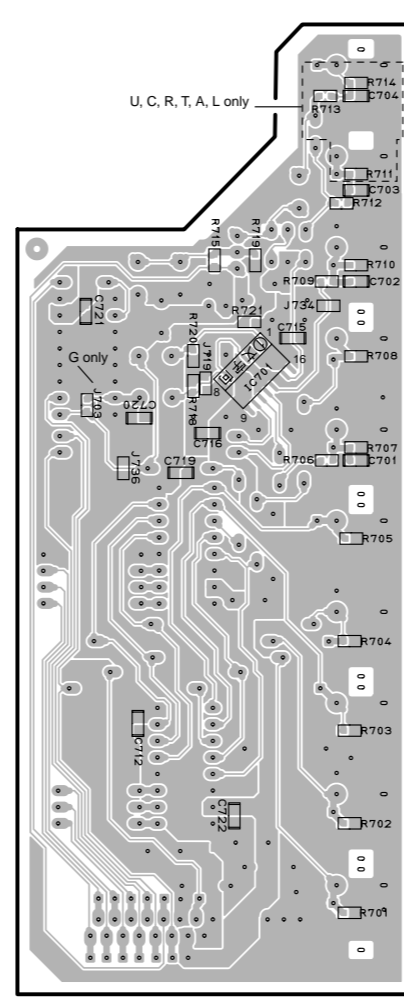 R714
U, C, R, T, A, L only
C704
R713
R711
C703
R712
R715
R719
R710
R709
C702
J734
C721
R721
R720
C715
1
16
J719
R708
G only
IC701
8
J703
R718
C720
9
C716
R707
R706
C701
J736
C719
R705
R704
R703
C712
C722
R702
R701